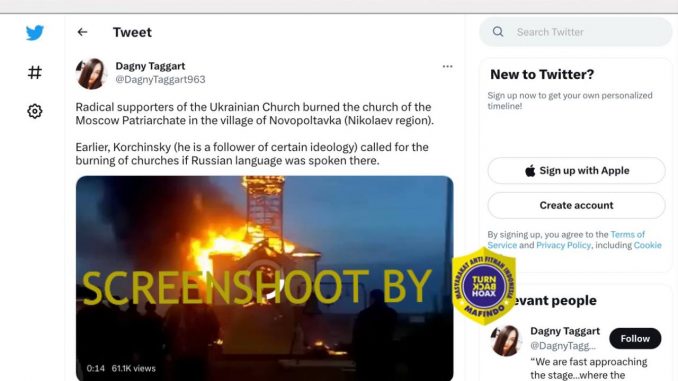 Tweet
Search Twitter
Dagny Taggart
@DagnyTaggart963
Radical supporters of the Ukrainian Church burned the church of the
Moscow Patriarchate in the village of Novopoltavka (Nikolaev region).
Earlier, Korchinsky (he is a follower of certain ideology) called for the
burning of churches if Russian language was spoken there.
SCREENSHOOT BY
MASYARAKAT ANTI FITNAH INDONESIA
TURN
BACK
HOAX
MAFINDO
0:14 61.1K views
New to Twitter?
Sign up now to get your own personalized
timeline!
Sign up with Apple
Create account
By signing up, you agree to the Terms of
Service and Privacy Policy, including Cookie
evant people
Dagny Taggart
@DagnyTagg...
Follow
"We are fast approaching
the stage...where the